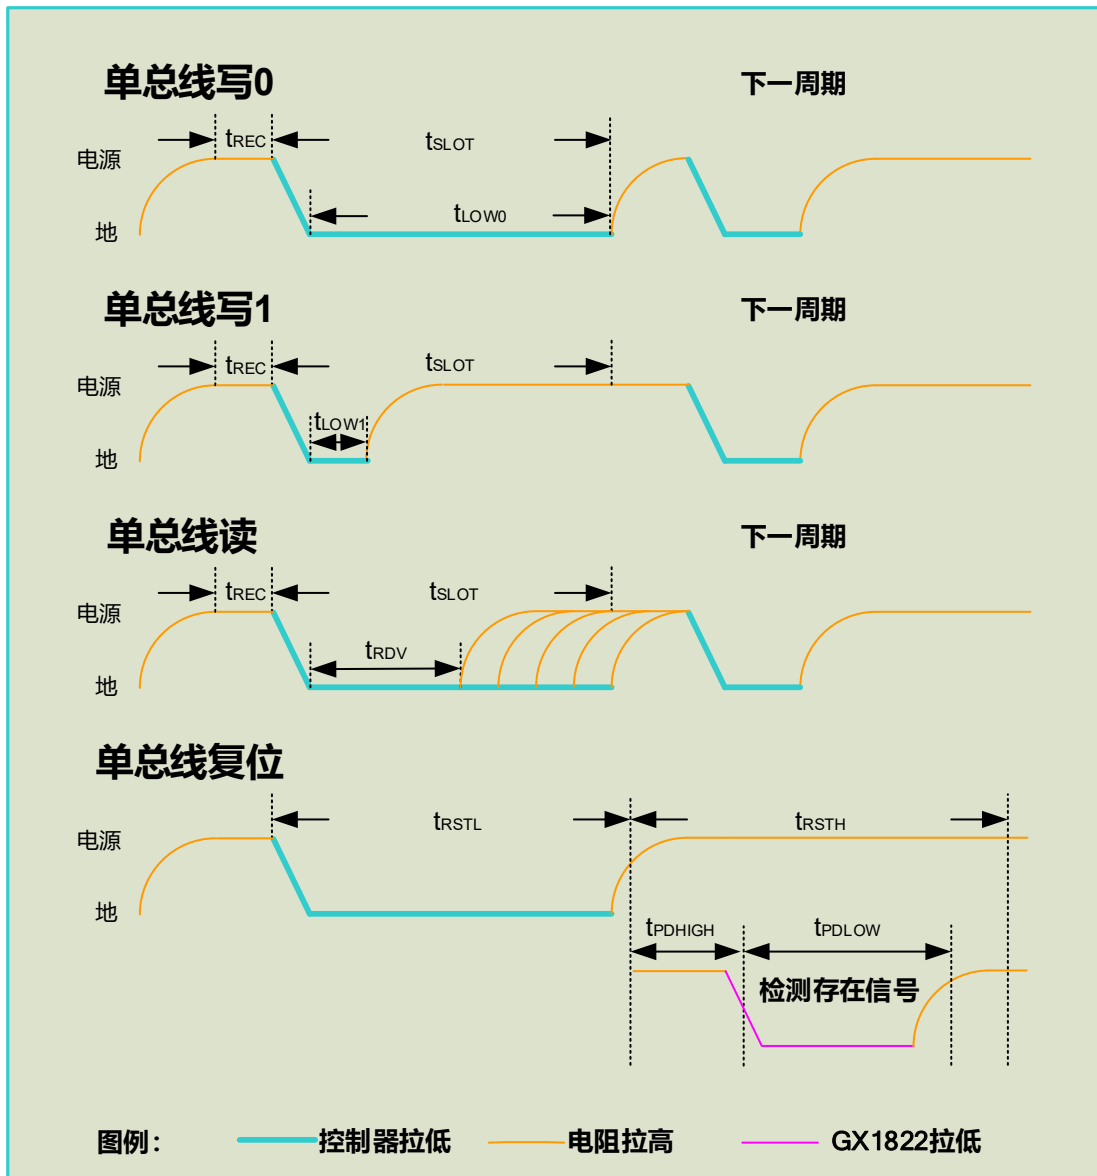 单总线写0 下一周期
tREC tSLOT
电源
tLOW0
地
单总线写1 下一周期
tREC tSLOT
电源
tLOW1
地
单总线读 下一周期
tREC tSLOT
电源
tRDV
地
单总线复位
tRSTL tRSTH
电源
地
tPDHIGH tPDLOW
检测存在信号
图例： 控制器拉低 电阻拉高 GX1822拉低